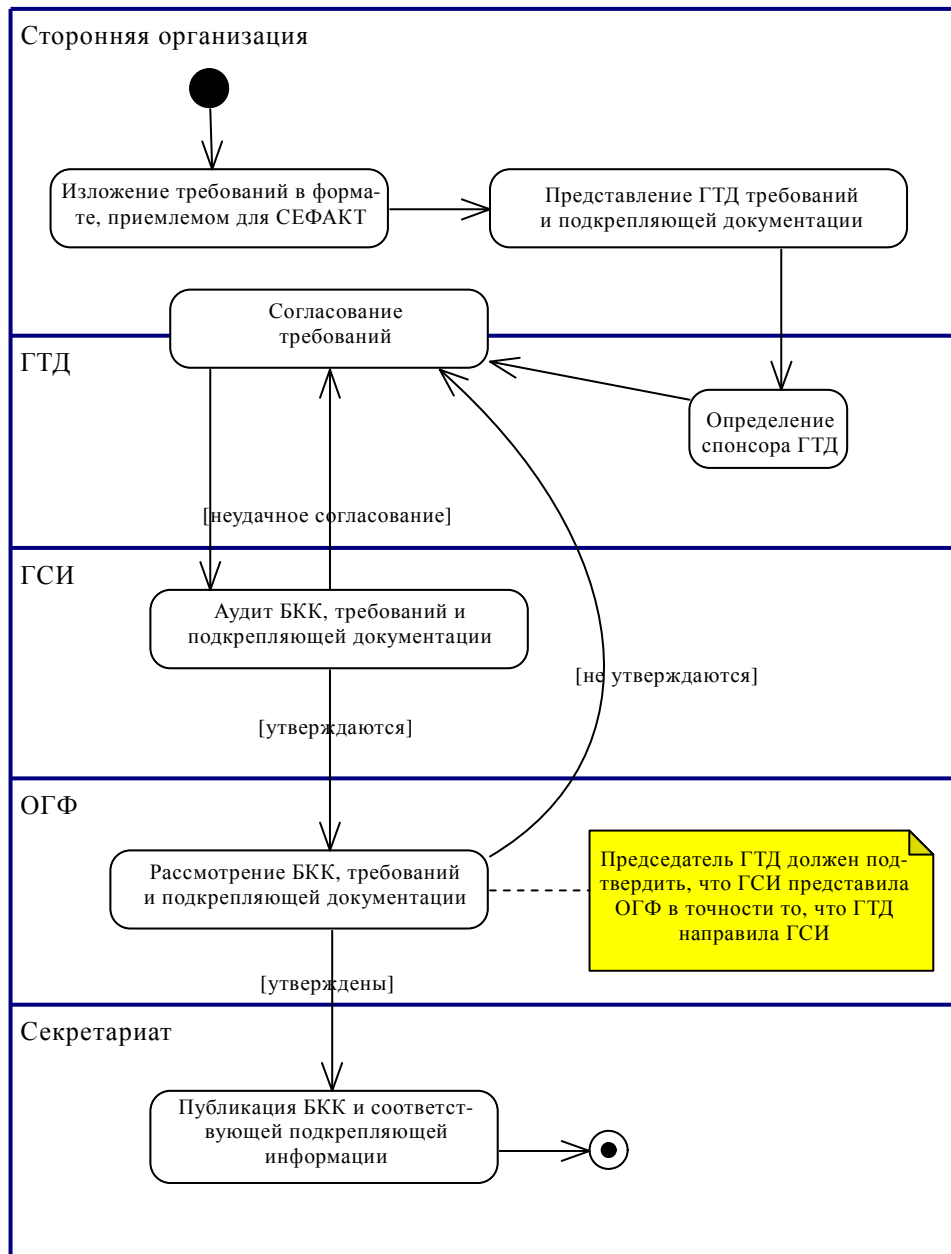 Сторонняя организация
Изложение требований в форма-
те, приемлемом для СЕФАКТ
Представление ГТД требований
и подкрепляющей документации
Согласование
требований
ГТД
Определение
спонсора ГТД
[неудачное согласование]
ГСИ
Аудит БКК, требований и
подкрепляющей документации
[не утверждаются]
[утверждаются]
ОГФ
Рассмотрение БКК, требований
и подкрепляющей документации
Председатель ГТД должен под-
твердить, что ГСИ представила
ОГФ в точности то, что ГТД
направила ГСИ
[утверждены]
Секретариат
Публикация БКК и соответст-
вующей подкрепляющей
информации